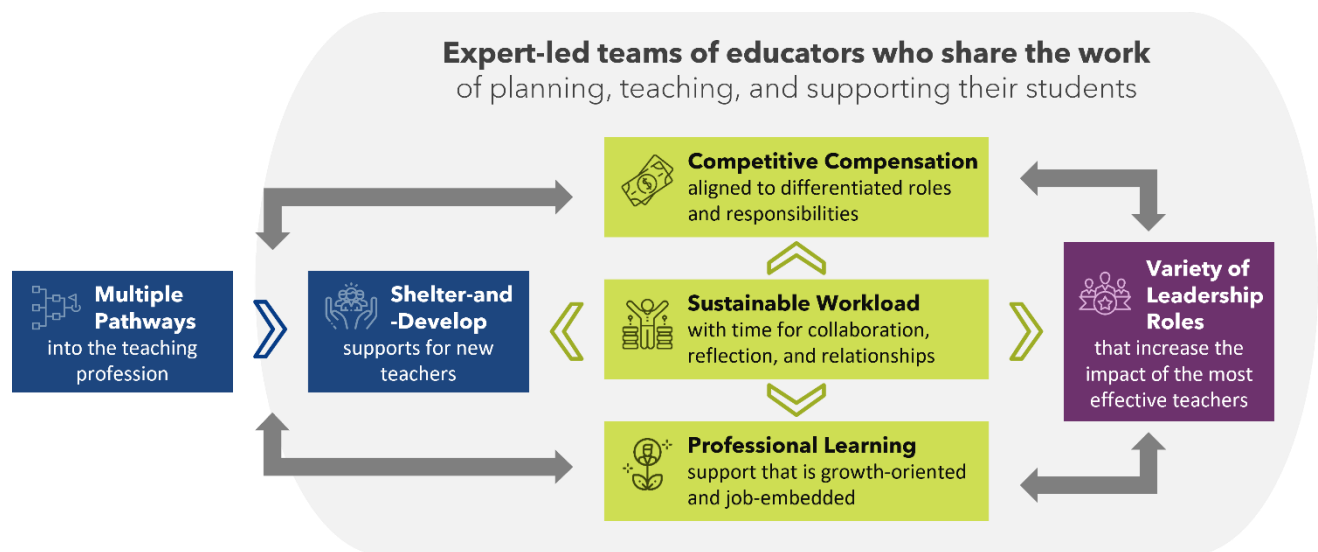 Expert-led teams of educators who share the work
of planning, teaching, and supporting their students
Multiple
Pathways
into the teaching
profession
Shelter-and
-Develop
supports for new
teachers
Competitive Compensation
aligned to differentiated roles
and responsibilities
Sustainable Workload
with time for collaboration,
reflection, and relationships
Professional Learning
support that is growth-oriented
and job-embedded
Variety of
Leadership
Roles
that increase the
impact of the most
effective teachers